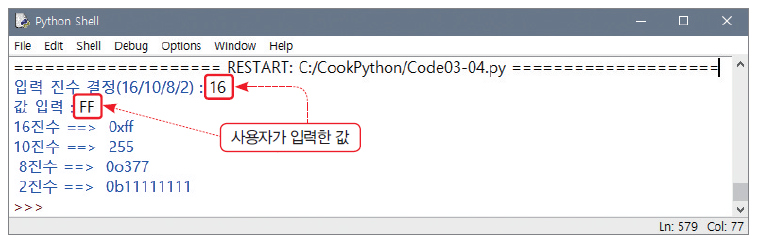 Python Shell
File Edit Shell Debug Options Window Help
==================== RESTART: C:/CookPython/Code03-04.py ====================
입력 진수 결정(16/10/8/2) : 16
값 입력 : FF
16진수 ==> 0xff
사용자가 입력한 값
10진수 ==> 255
8진수 ==> 0o377
2진수 ==> 0b11111111
>>>
Ln: 579 Col: 77